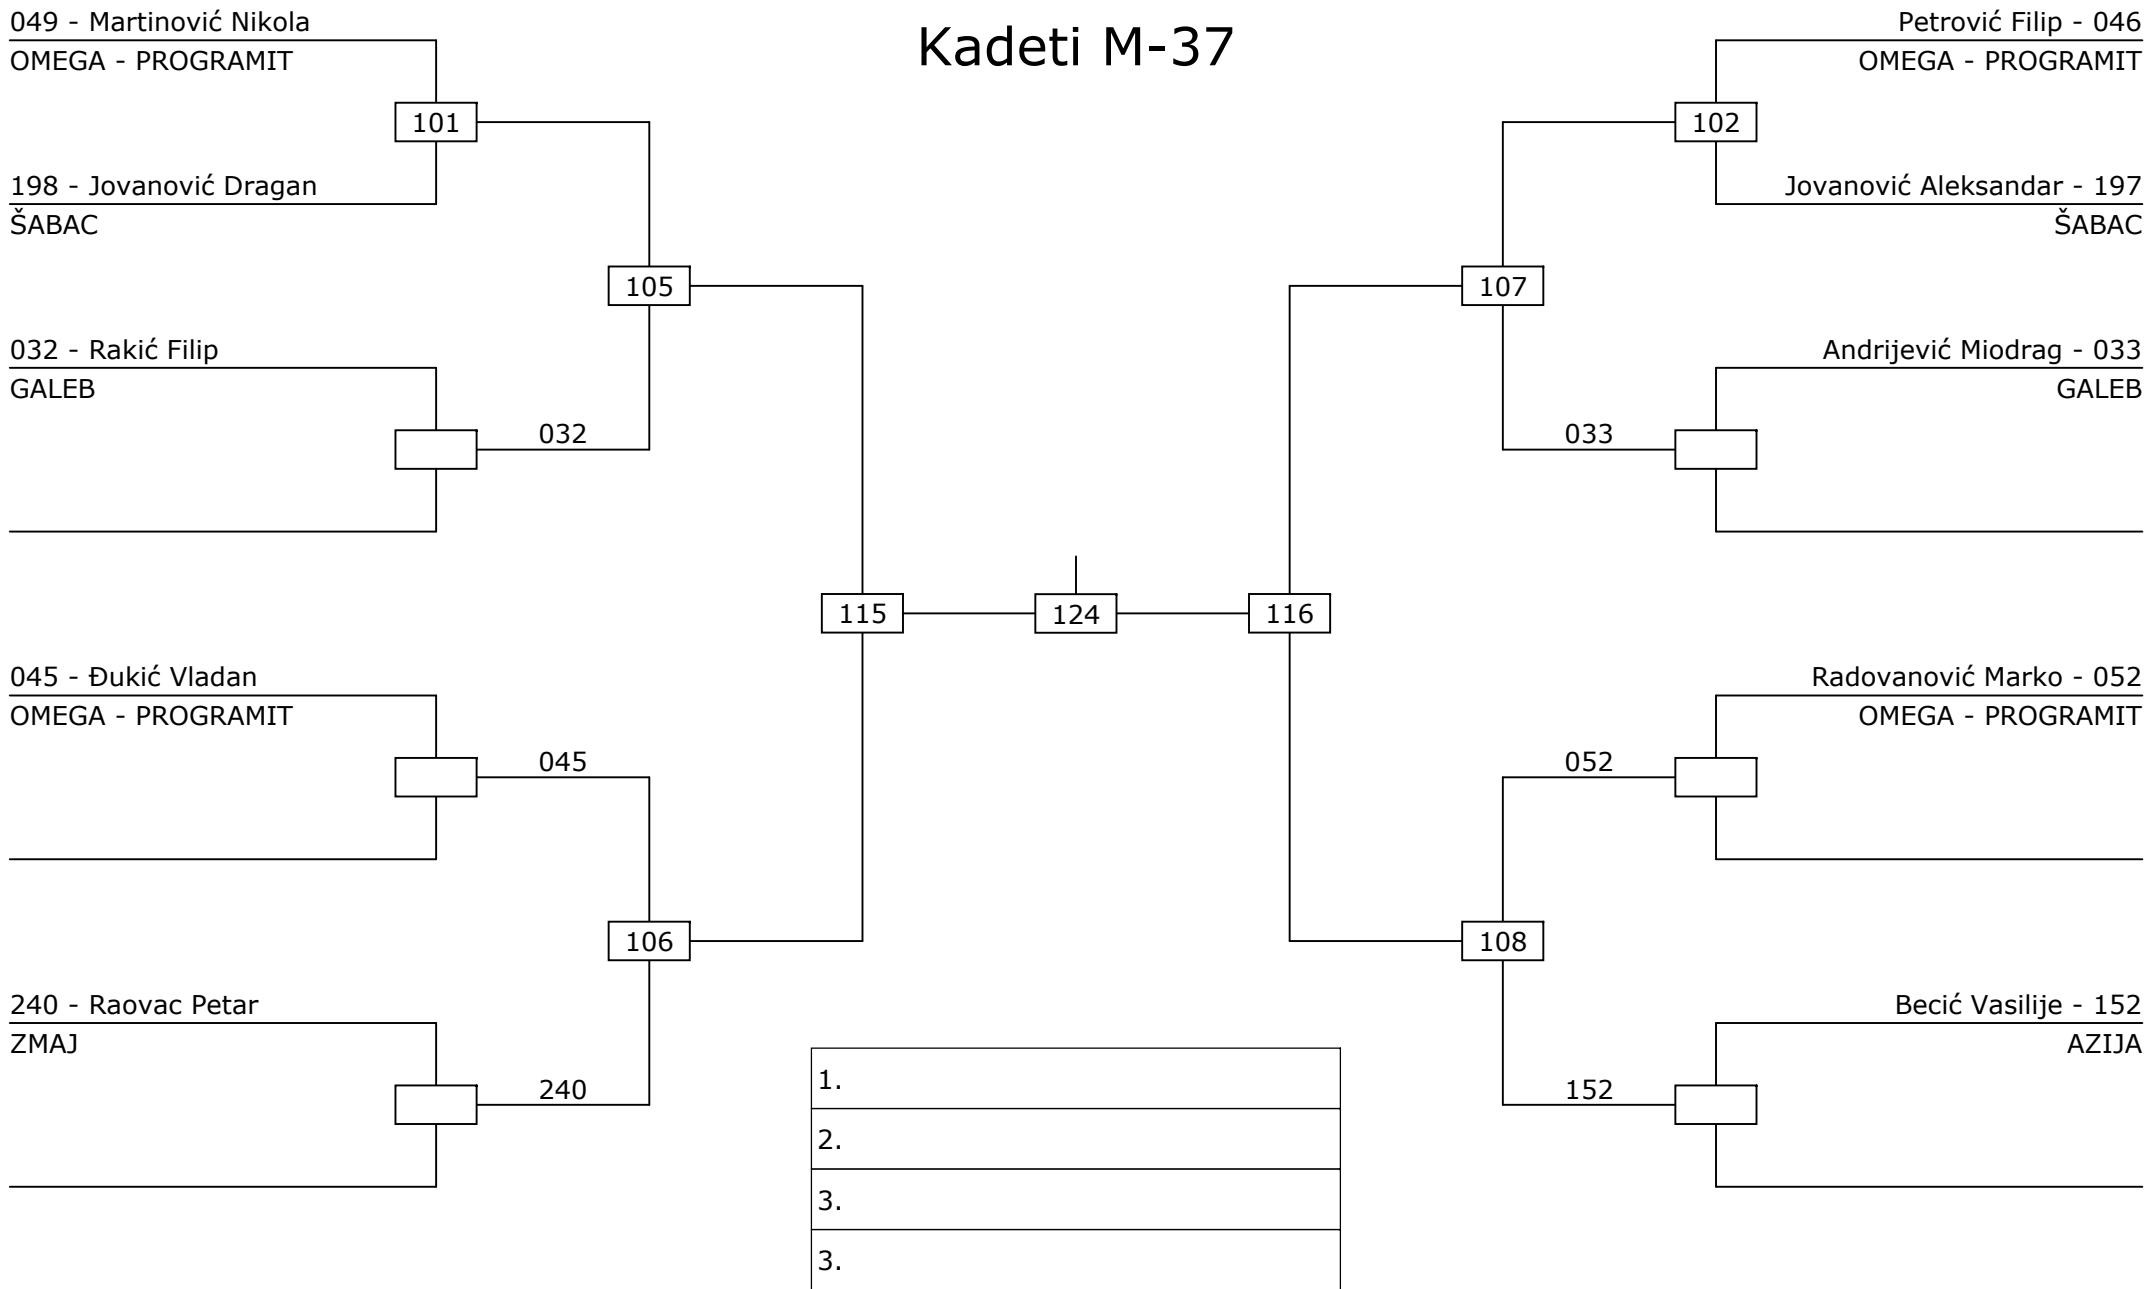 Kadeti M-37
049 - Martinović Nikola
OMEGA - PROGRAMIT
101
198 - Jovanović Dragan
ŠABAC
105
032 - Rakić Filip
GALEB
032
115
045 - Đukić Vladan
OMEGA - PROGRAMIT
045
106
240 - Raovac Petar
ZMAJ
240
124
Petrović Filip - 046
OMEGA - PROGRAMIT
102
Jovanović Aleksandar - 197
ŠABAC
107
Andrijević Miodrag - 033
GALEB
033
116
Radovanović Marko - 052
OMEGA - PROGRAMIT
052
108
Becić Vasilije - 152
AZIJA
152
1.
2.
3.
3.